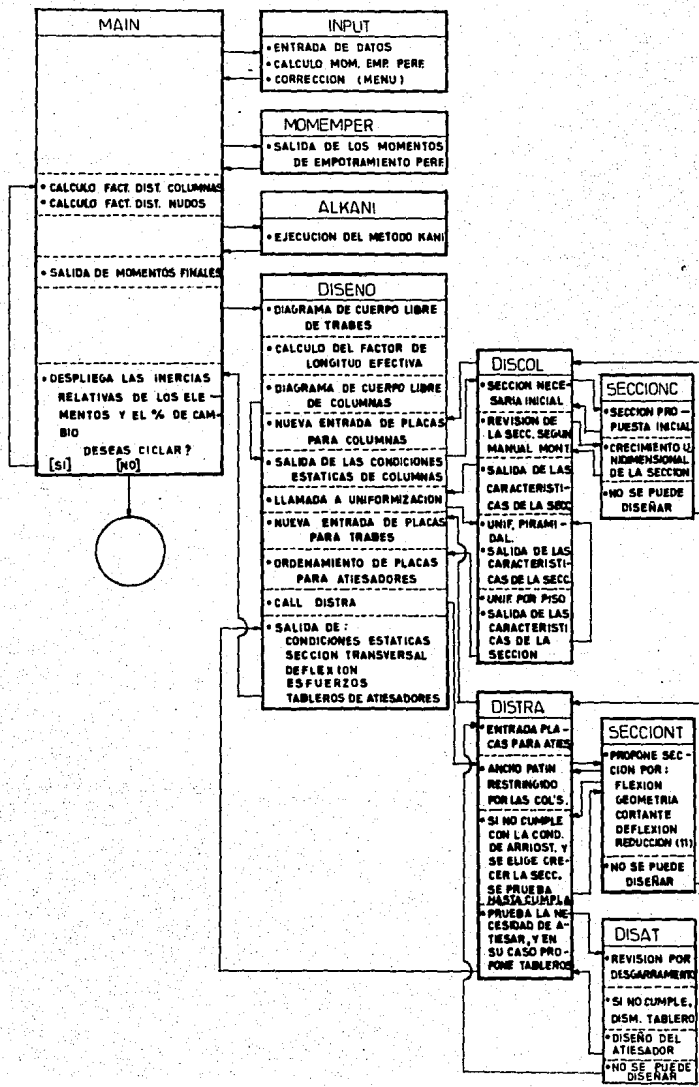 MAIN
• CALCULO FACT. DIST. COLUMNAS
• CALCULO FACT. DIST. NUDOS
• SALIDA DE MOMENTOS FINALES
• DESPLIEGA LAS INERCIAS
RELATIVAS DE LOS ELE-
MENTOS Y EL % DE CAM-
BIO
DESEAS CICLAR?
[SI] [NO]
INPUT
• ENTRADA DE DATOS
• CALCULO MOM. EMP. PERF.
• CORRECCION (MENU)
MOMEMPER
• SALIDA DE LOS MOMENTOS
DE EMPOTRAMIENTO PERF.
ALKANI
• EJECUCION DEL METODO KANI
DISENO
• DIAGRAMA DE CUERPO LIBRE
DE TRABES
• CALCULO DEL FACTOR DE
LONGITUD EFECTIVA
• DIAGRAMA DE CUERPO LIBRE
DE COLUMNAS
• NUEVA ENTRADA DE PLACAS
PARA COLUMNAS
• SALIDA DE LAS CONDICIONES
ESTATICAS DE COLUMNAS
• LLAMADA A UNIFORMIZACION
• NUEVA ENTRADA DE PLACAS
PARA TRABES
• ORDENAMIENTO DE PLACAS
PARA ATIESADORES
• CALL DISTRA
• SALIDA DE:
CONDICIONES ESTATICAS
SECCION TRANSVERSAL
DEFLEXION
ESFUERZOS
TABLEROS DE ATIESADORES
DISCOL
• SECCION NECE-
SARIA INICIAL
• REVISION DE
LA SECC. SEGUN
MANUAL MONT.
• SALIDA DE LAS
CARACTERISTI-
CAS DE LA SECC
• UNIF. PIRAMI-
DAL.
• SALIDA DE LAS
CARACTERISTI-
CAS DE LA SECC.
• UNIF. POR PISO
• SALIDA DE LAS
CARACTERISTI
CAS DE LA
SECCION
SECCIONC
• SECCION PRO-
PUESTA INICIAL
• CRECIMIENTO U
NIDIMENSIONAL
DE LA SECCION
• NO SE PUEDE
DISEÑAR
DISTRA
• ENTRADA PLA-
CAS PARA ATIES
• ANCHO PATIN
RESTRINGIDO
POR LAS COL'S.
• SI NO CUMPLE
CON LA COND.
DE ARRIOST. Y
SE ELIGE CRE-
CER LA SECC.
SE PRUEBA
HASTA CUMPLA
• PRUEBA LA NE
CESIDAD DE A-
TIESAR, Y EN
SU CASO PRO-
PONE TABLEROS
SECCIONT
• PROPONE SEC-
CION POR:
FLEXION
GEOMETRIA
CORTANTE
DEFLEXION
REDUCCION (11)
• NO SE PUEDE
DISEÑAR
DISAT
• REVISION POR
DESGARRAMIENTO
• SI NO CUMPLE,
DISM. TABLERO
• DISEÑO DEL
ATIESADOR
• NO SE PUEDE
DISEÑAR